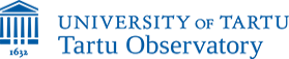 UNIVERSITY OF TARTU
Tartu Observatory
1632